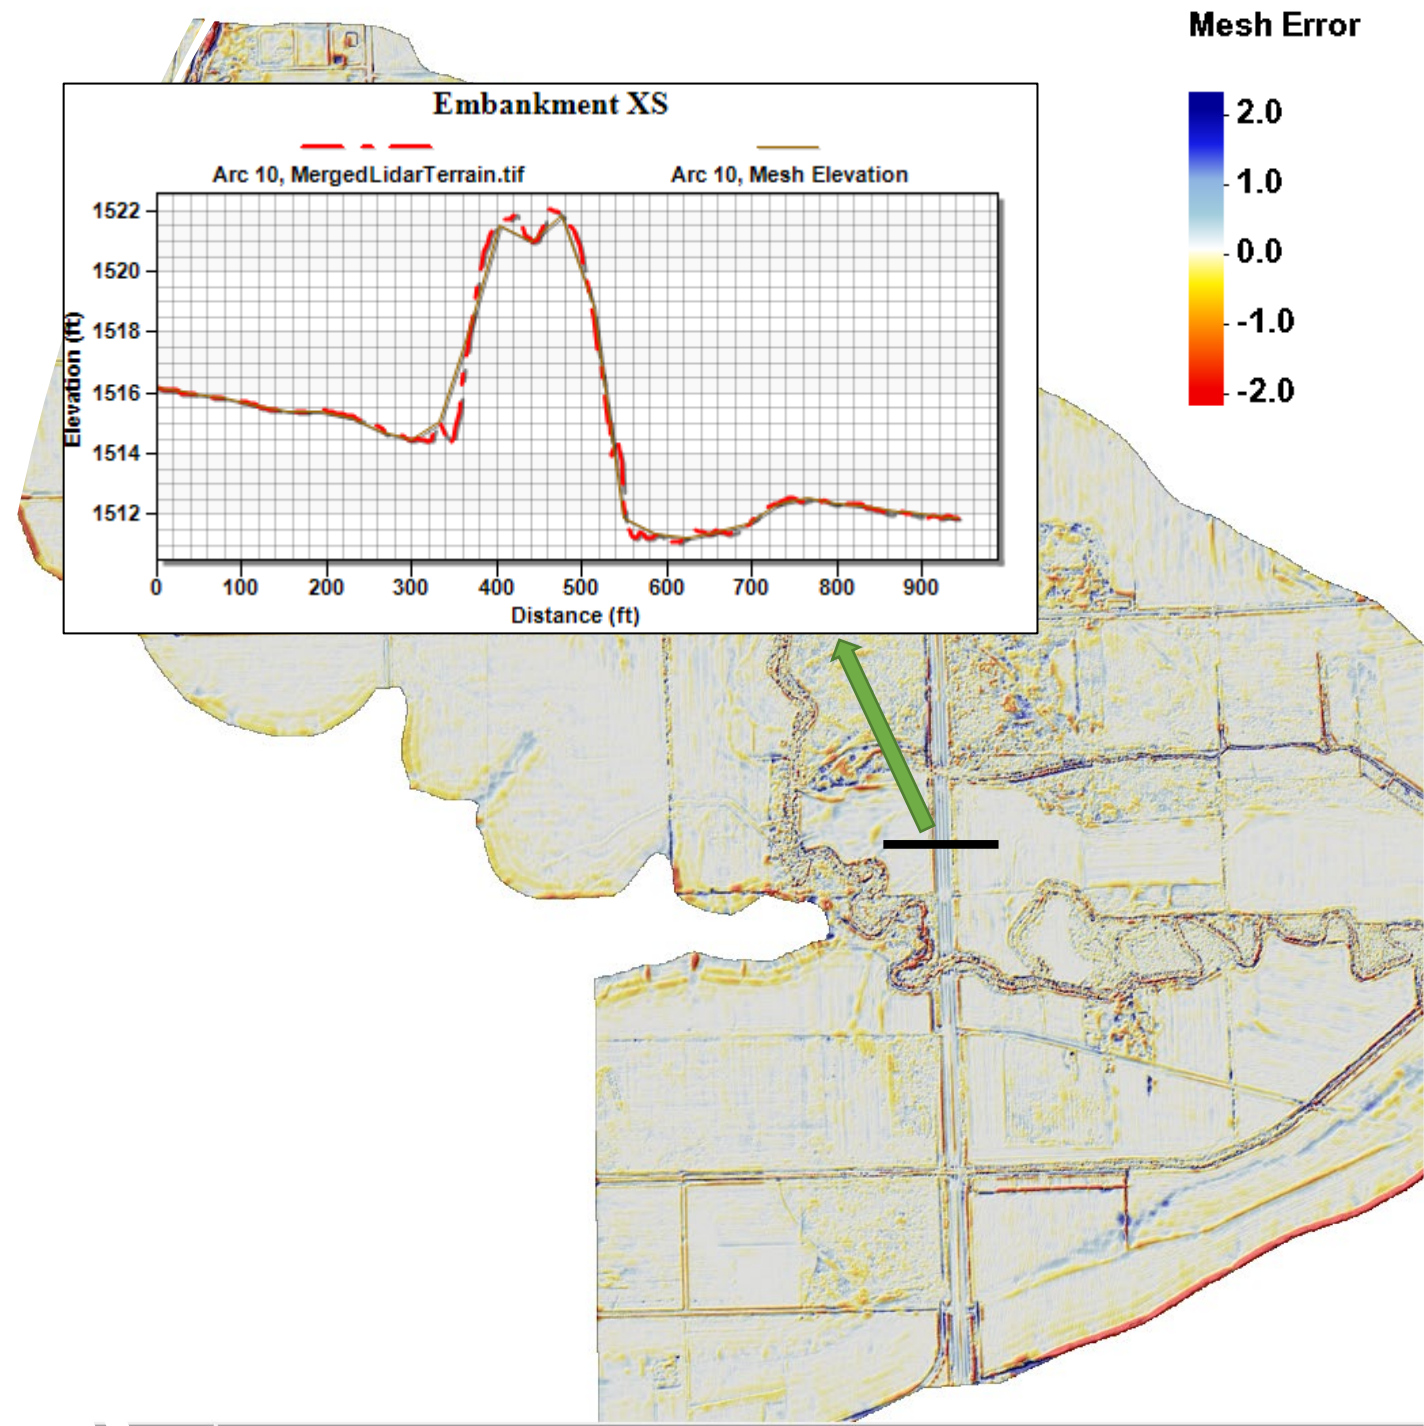 Mesh Error
2.0
1.0
0.0
-1.0
-2.0
Embankment XS
Arc 10, MergedLidarTerrain.tif
Arc 10, Mesh Elevation
Elevation (ft)
1522
1520
1518
1516
1514
1512
0 100 200 300 400 500 600 700 800 900
Distance (ft)